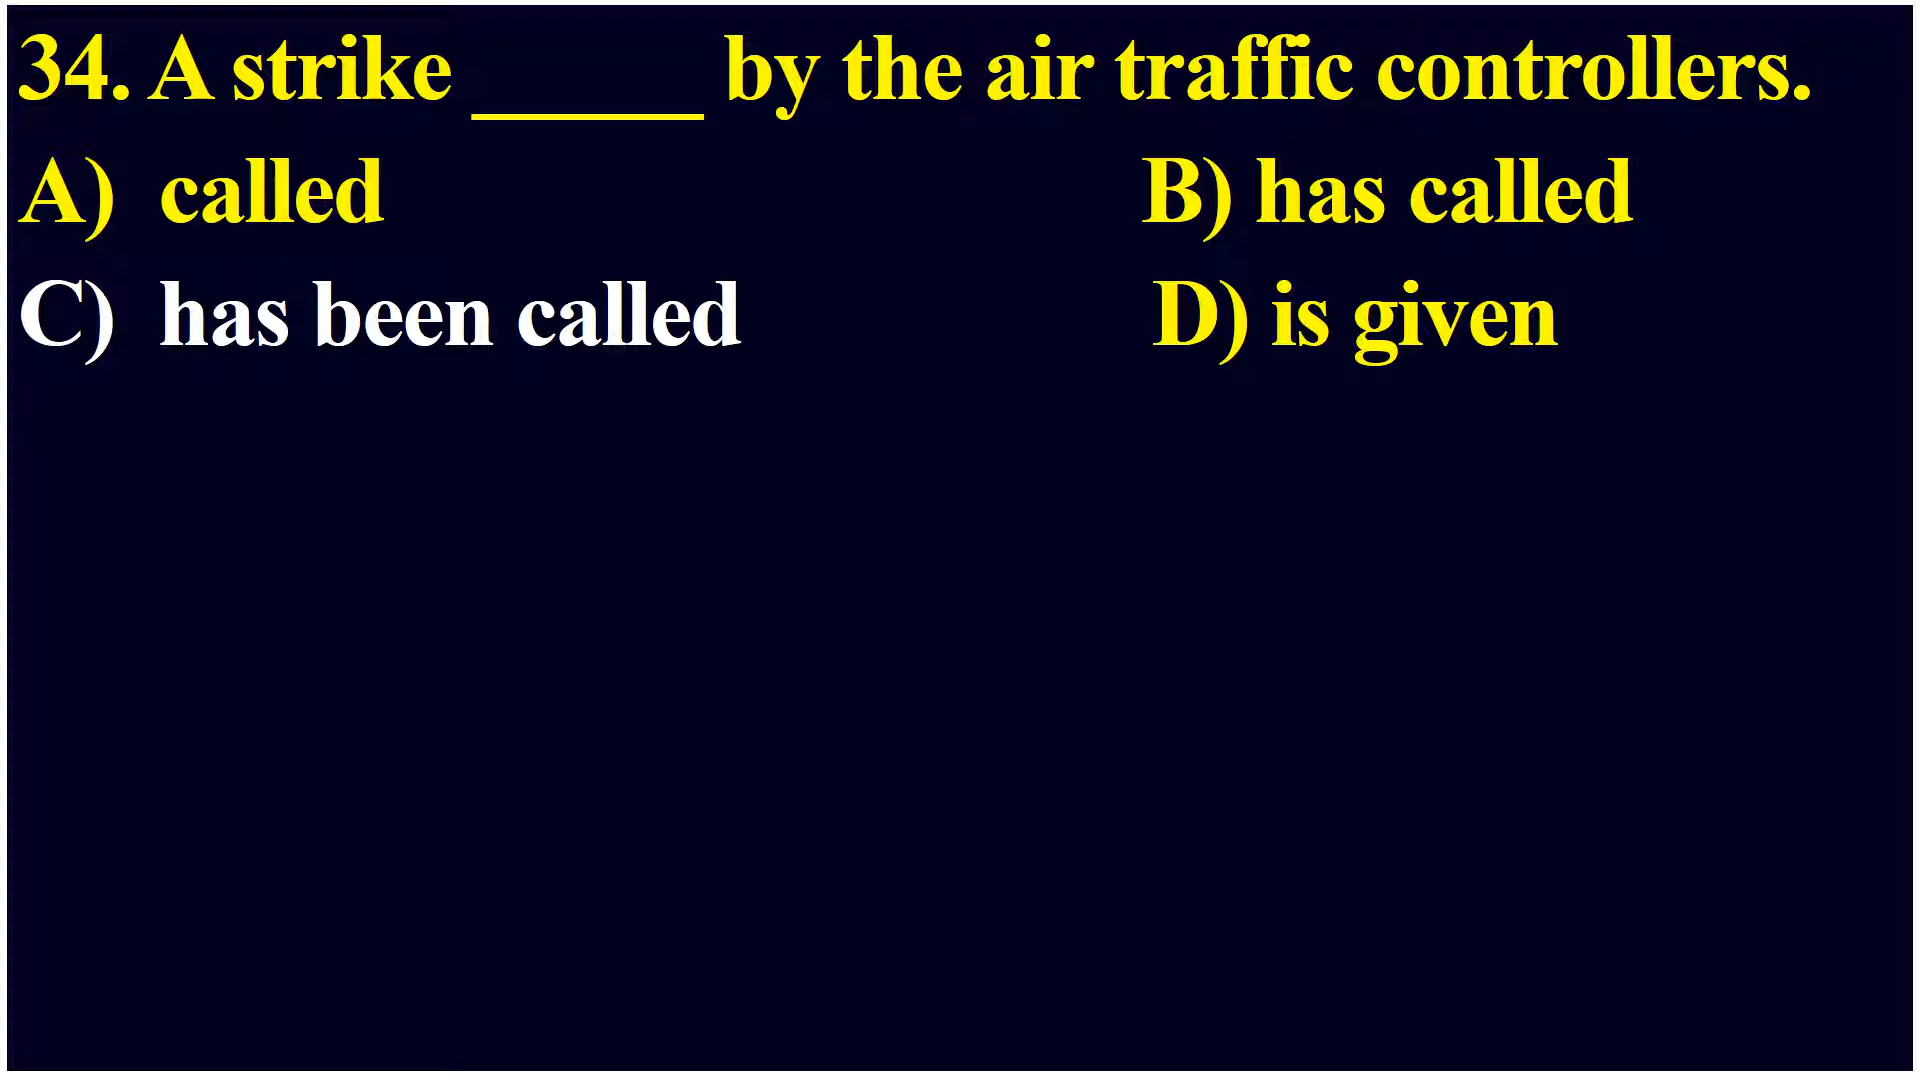 34. A strike ______ by the air traffic controllers.
A) called B) has called
C) has been called D) is given